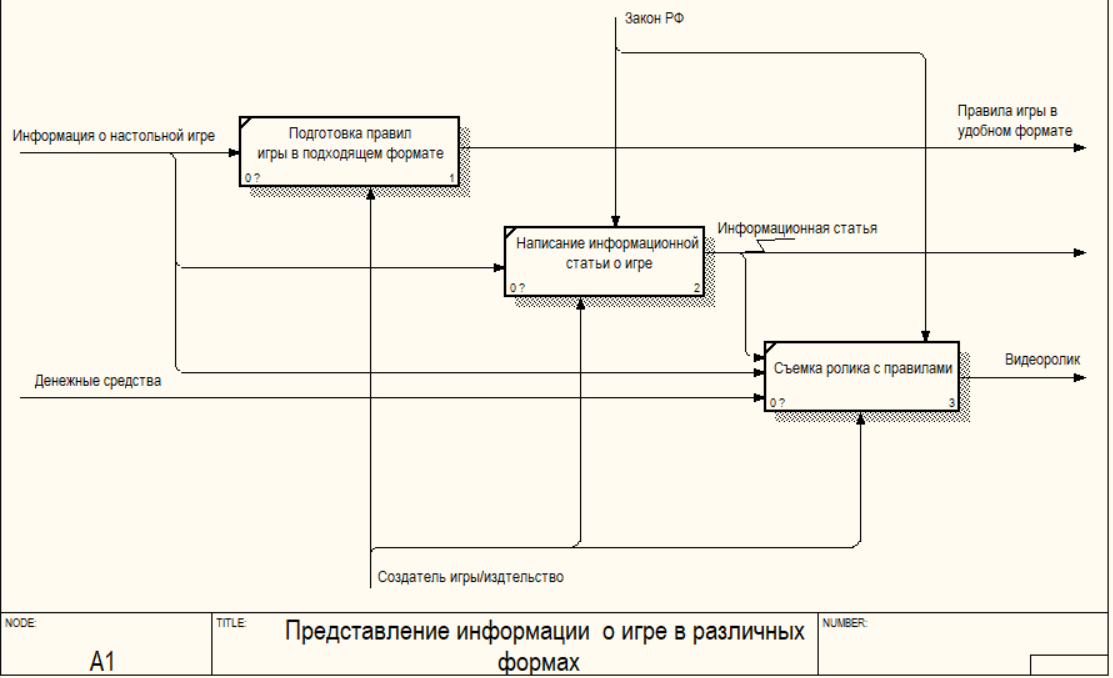 Закон РФ
Информация о настольной игре
Подготовка правил
игры в подходящем формате
0 ?
1
Правила игры в
удобном формате
Написание информационной
статьи о игре
0 ?
2
Информационная статья
Денежные средства
Съемка ролика с правилами
0 ?
3
Видеоролик
Создатель игры/издтельство
NODE:
A1
TITLE:
Представление информации о игре в различных
формах
NUMBER: